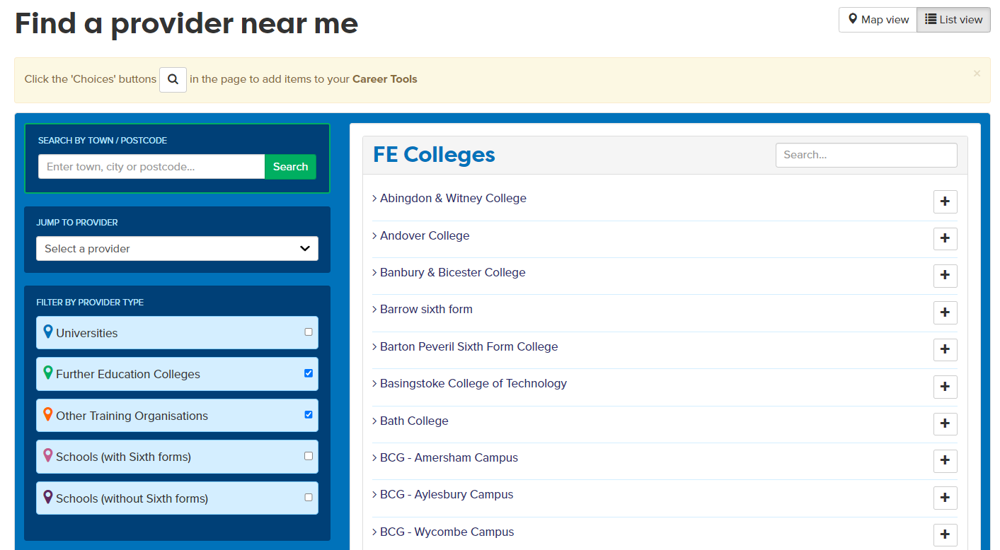 Find a provider near me
Map view
List view
Click the 'Choices' buttons in the page to add items to your Career Tools
×
SEARCH BY TOWN / POSTCODE
Enter town, city or postcode...
Search
JUMP TO PROVIDER
Select a provider
FILTER BY PROVIDER TYPE
Universities
Further Education Colleges
Other Training Organisations
Schools (with Sixth forms)
Schools (without Sixth forms)
FE Colleges
Search...
Abingdon & Witney College
Andover College
Banbury & Bicester College
Barrow sixth form
Barton Peveril Sixth Form College
Basingstoke College of Technology
Bath College
BCG - Amersham Campus
BCG - Aylesbury Campus
BCG - Wycombe Campus